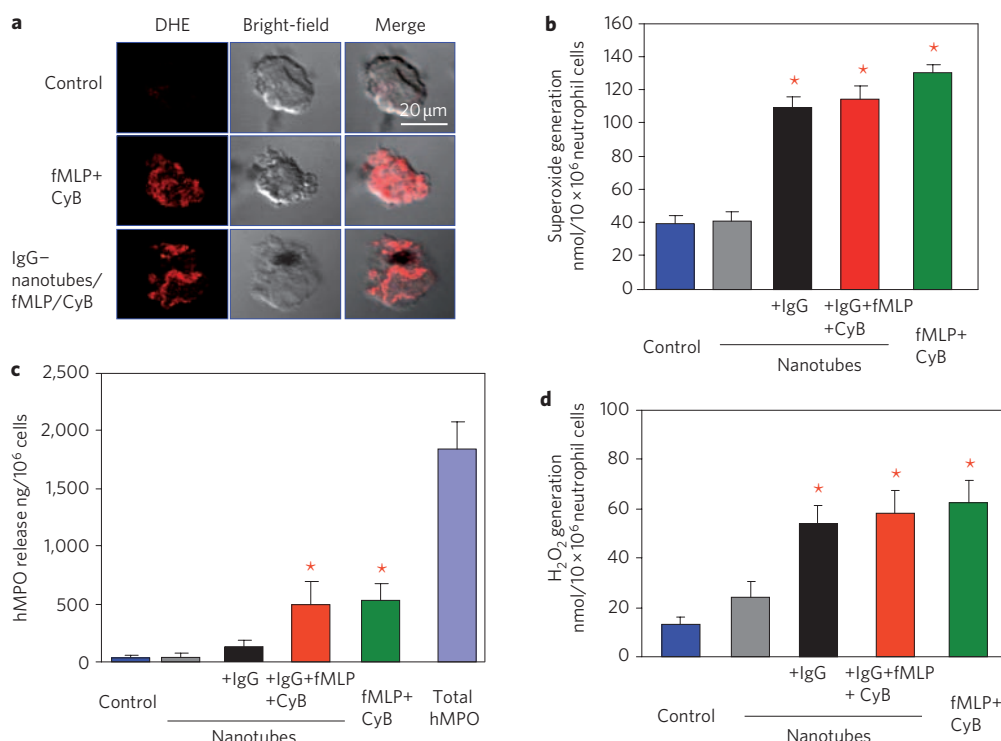 a
DHE Bright-field Merge
Control
20 μm
fMLP+
CyB
IgG–
nanotubes/
fMLP/CyB
b
Superoxide generation
nmol/10 × 10⁶ neutrophil cells
160
140
120
100
80
60
40
20
0
+IgG +IgG+fMLP
+CyB
fMLP+
CyB
Control
Nanotubes
c
hMPO release ng/10⁶ cells
2,500
2,000
1,500
1,000
500
0
+IgG +IgG+fMLP
+CyB
fMLP+
CyB
Total
hMPO
Control
Nanotubes
d
H₂O₂ generation
nmol/10 × 10⁶ neutrophil cells
100
80
60
40
20
0
+IgG +IgG+fMLP
+ CyB
fMLP+
CyB
Control
Nanotubes